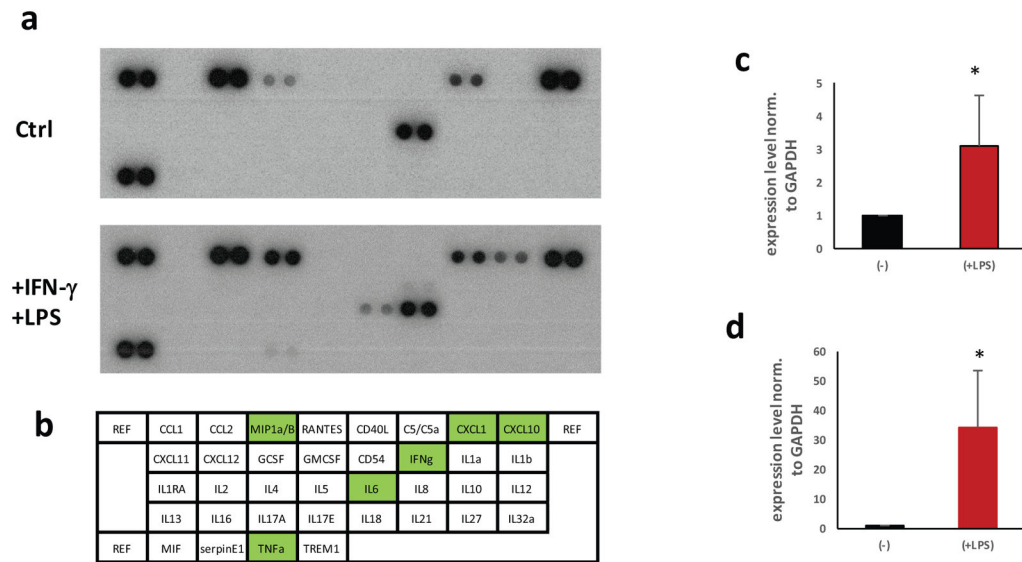 a
Ctrl
+IFN-γ
+LPS
b
REF CCL1 CCL2 MIP1a/B RANTES CD40L C5/C5a CXCL1 CXCL10 REF
CXCL11 CXCL12 GCSF GMCSF CD54 IFNg IL1a IL1b
IL1RA IL2 IL4 IL5 IL6 IL8 IL10 IL12
IL13 IL16 IL17A IL17E IL18 IL21 IL27 IL32a
REF MIF serpinE1 TNFa TREM1
c
expression level norm.
to GAPDH
5
4
3
2
1
0
*
(-) (+LPS)
d
expression level norm.
to GAPDH
60
50
40
30
20
10
0
*
(-) (+LPS)